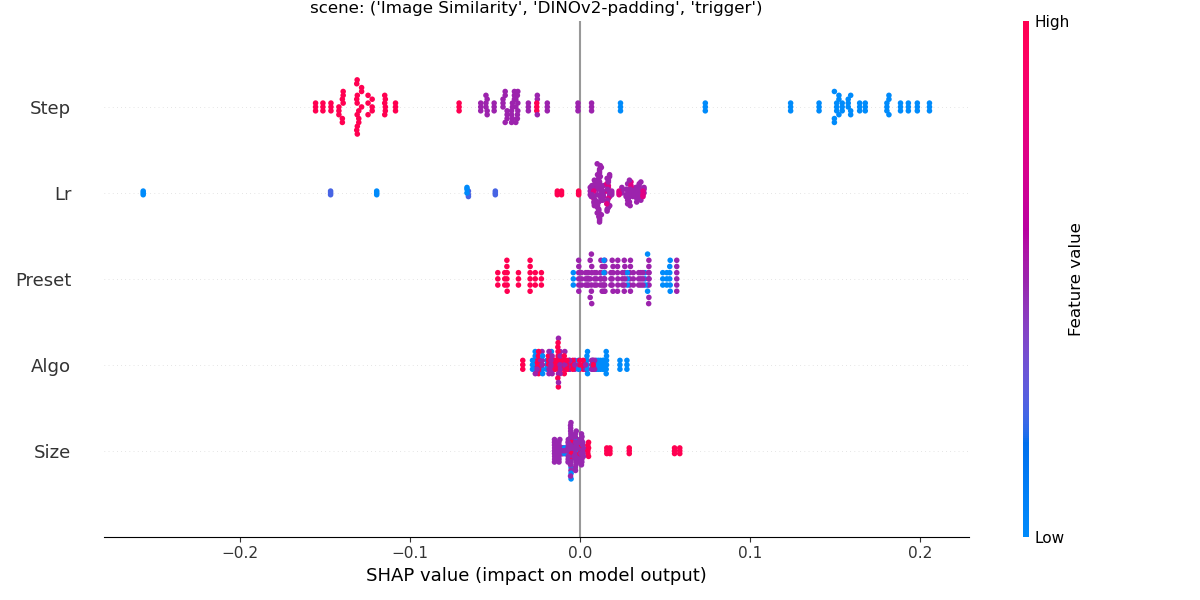 scene: ('Image Similarity', 'DINOv2-padding', 'trigger')
High
Step
Lr
Preset
Algo
Size
Feature value
Low
−0.2
−0.1
0.0
0.1
0.2
SHAP value (impact on model output)